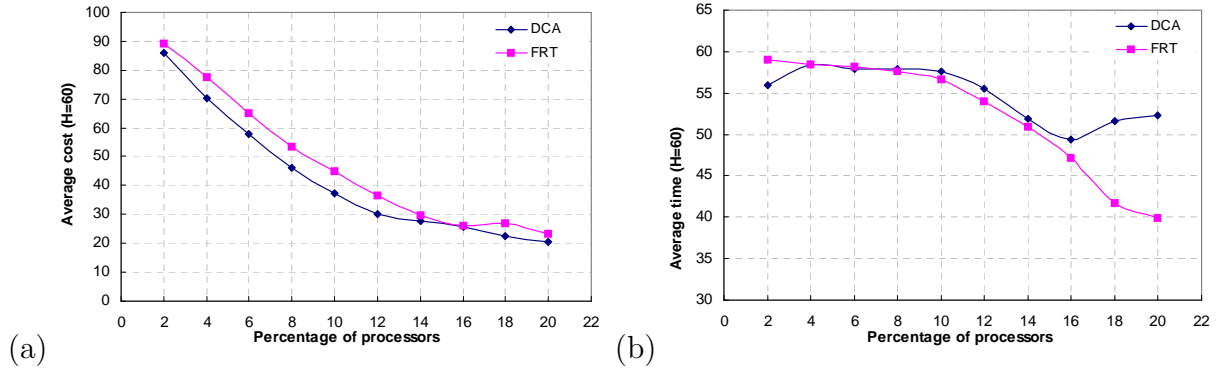 100
90
80
70
60
50
40
30
20
10
0
Average cost (H=60)
DCA
FRT
0 2 4 6 8 10 12 14 16 18 20 22
Percentage of processors
(a)
65
60
55
50
45
40
35
30
Average time (H=60)
DCA
FRT
0 2 4 6 8 10 12 14 16 18 20 22
Percentage of processors
(b)